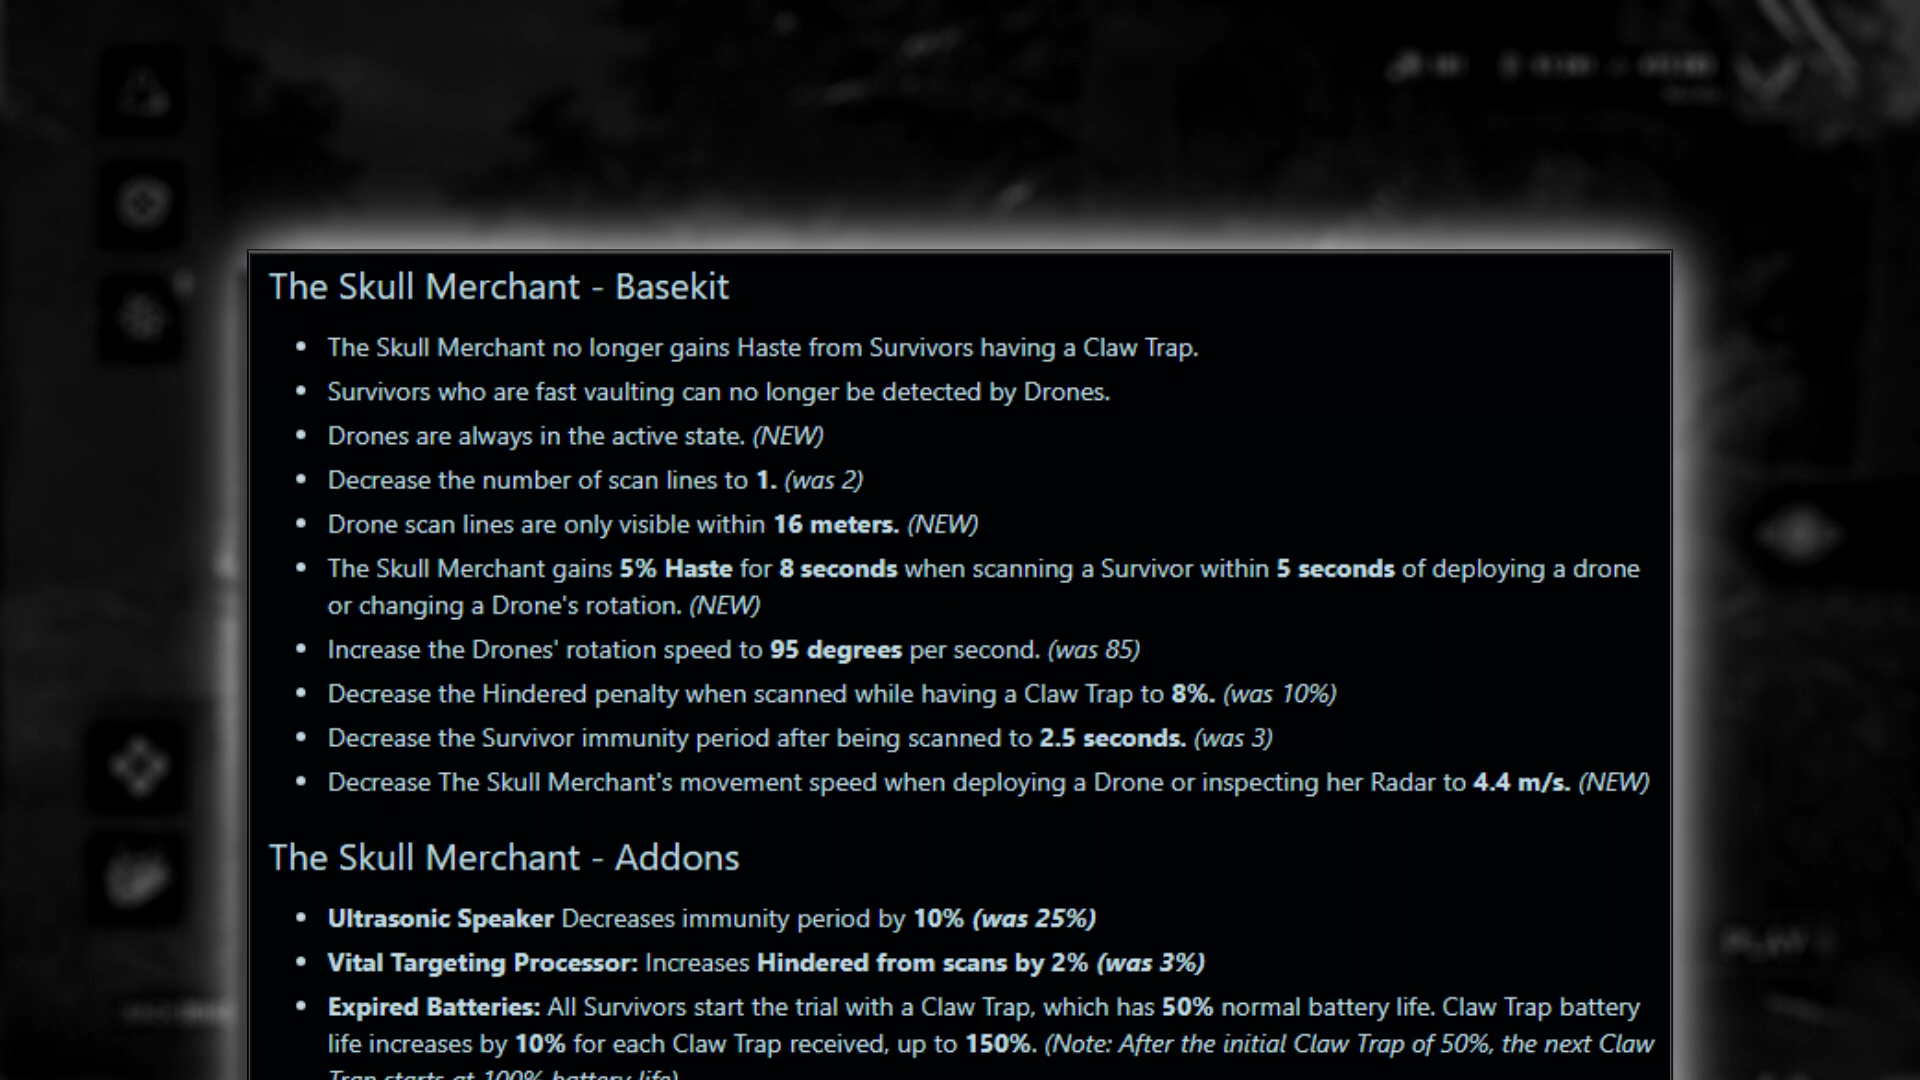 The Skull Merchant - Basekit
• The Skull Merchant no longer gains Haste from Survivors having a Claw Trap.
• Survivors who are fast vaulting can no longer be detected by Drones.
• Drones are always in the active state. (NEW)
• Decrease the number of scan lines to 1. (was 2)
• Drone scan lines are only visible within 16 meters. (NEW)
• The Skull Merchant gains 5% Haste for 8 seconds when scanning a Survivor within 5 seconds of deploying a drone
or changing a Drone's rotation. (NEW)
• Increase the Drones' rotation speed to 95 degrees per second. (was 85)
• Decrease the Hindered penalty when scanned while having a Claw Trap to 8%. (was 10%)
• Decrease the Survivor immunity period after being scanned to 2.5 seconds. (was 3)
• Decrease The Skull Merchant's movement speed when deploying a Drone or inspecting her Radar to 4.4 m/s. (NEW)
The Skull Merchant - Addons
• Ultrasonic Speaker Decreases immunity period by 10% (was 25%)
• Vital Targeting Processor: Increases Hindered from scans by 2% (was 3%)
• Expired Batteries: All Survivors start the trial with a Claw Trap, which has 50% normal battery life. Claw Trap battery
life increases by 10% for each Claw Trap received, up to 150%. (Note: After the initial Claw Trap of 50%, the next Claw
Trap starts at 100% battery life)